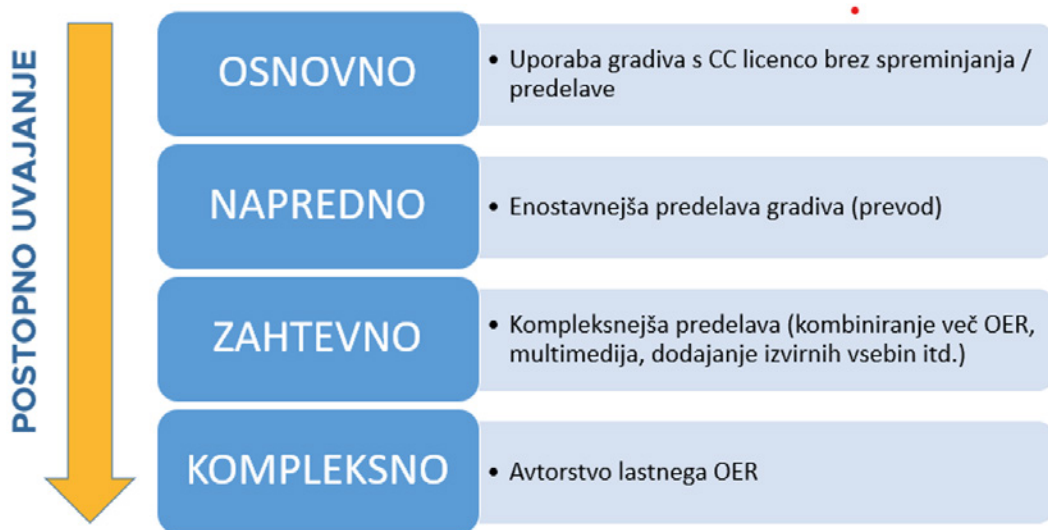 POSTOPNO UVAJANJE
OSNOVNO
• Uporaba gradiva s CC licenco brez spreminjanja /
predelave
NAPREDNO
• Enostavnejša predelava gradiva (prevod)
ZAHTEVNO
• Kompleksnejša predelava (kombiniranje več OER,
multimedija, dodajanje izvirnih vsebin itd.)
KOMPLEKSNO
• Avtorstvo lastnega OER